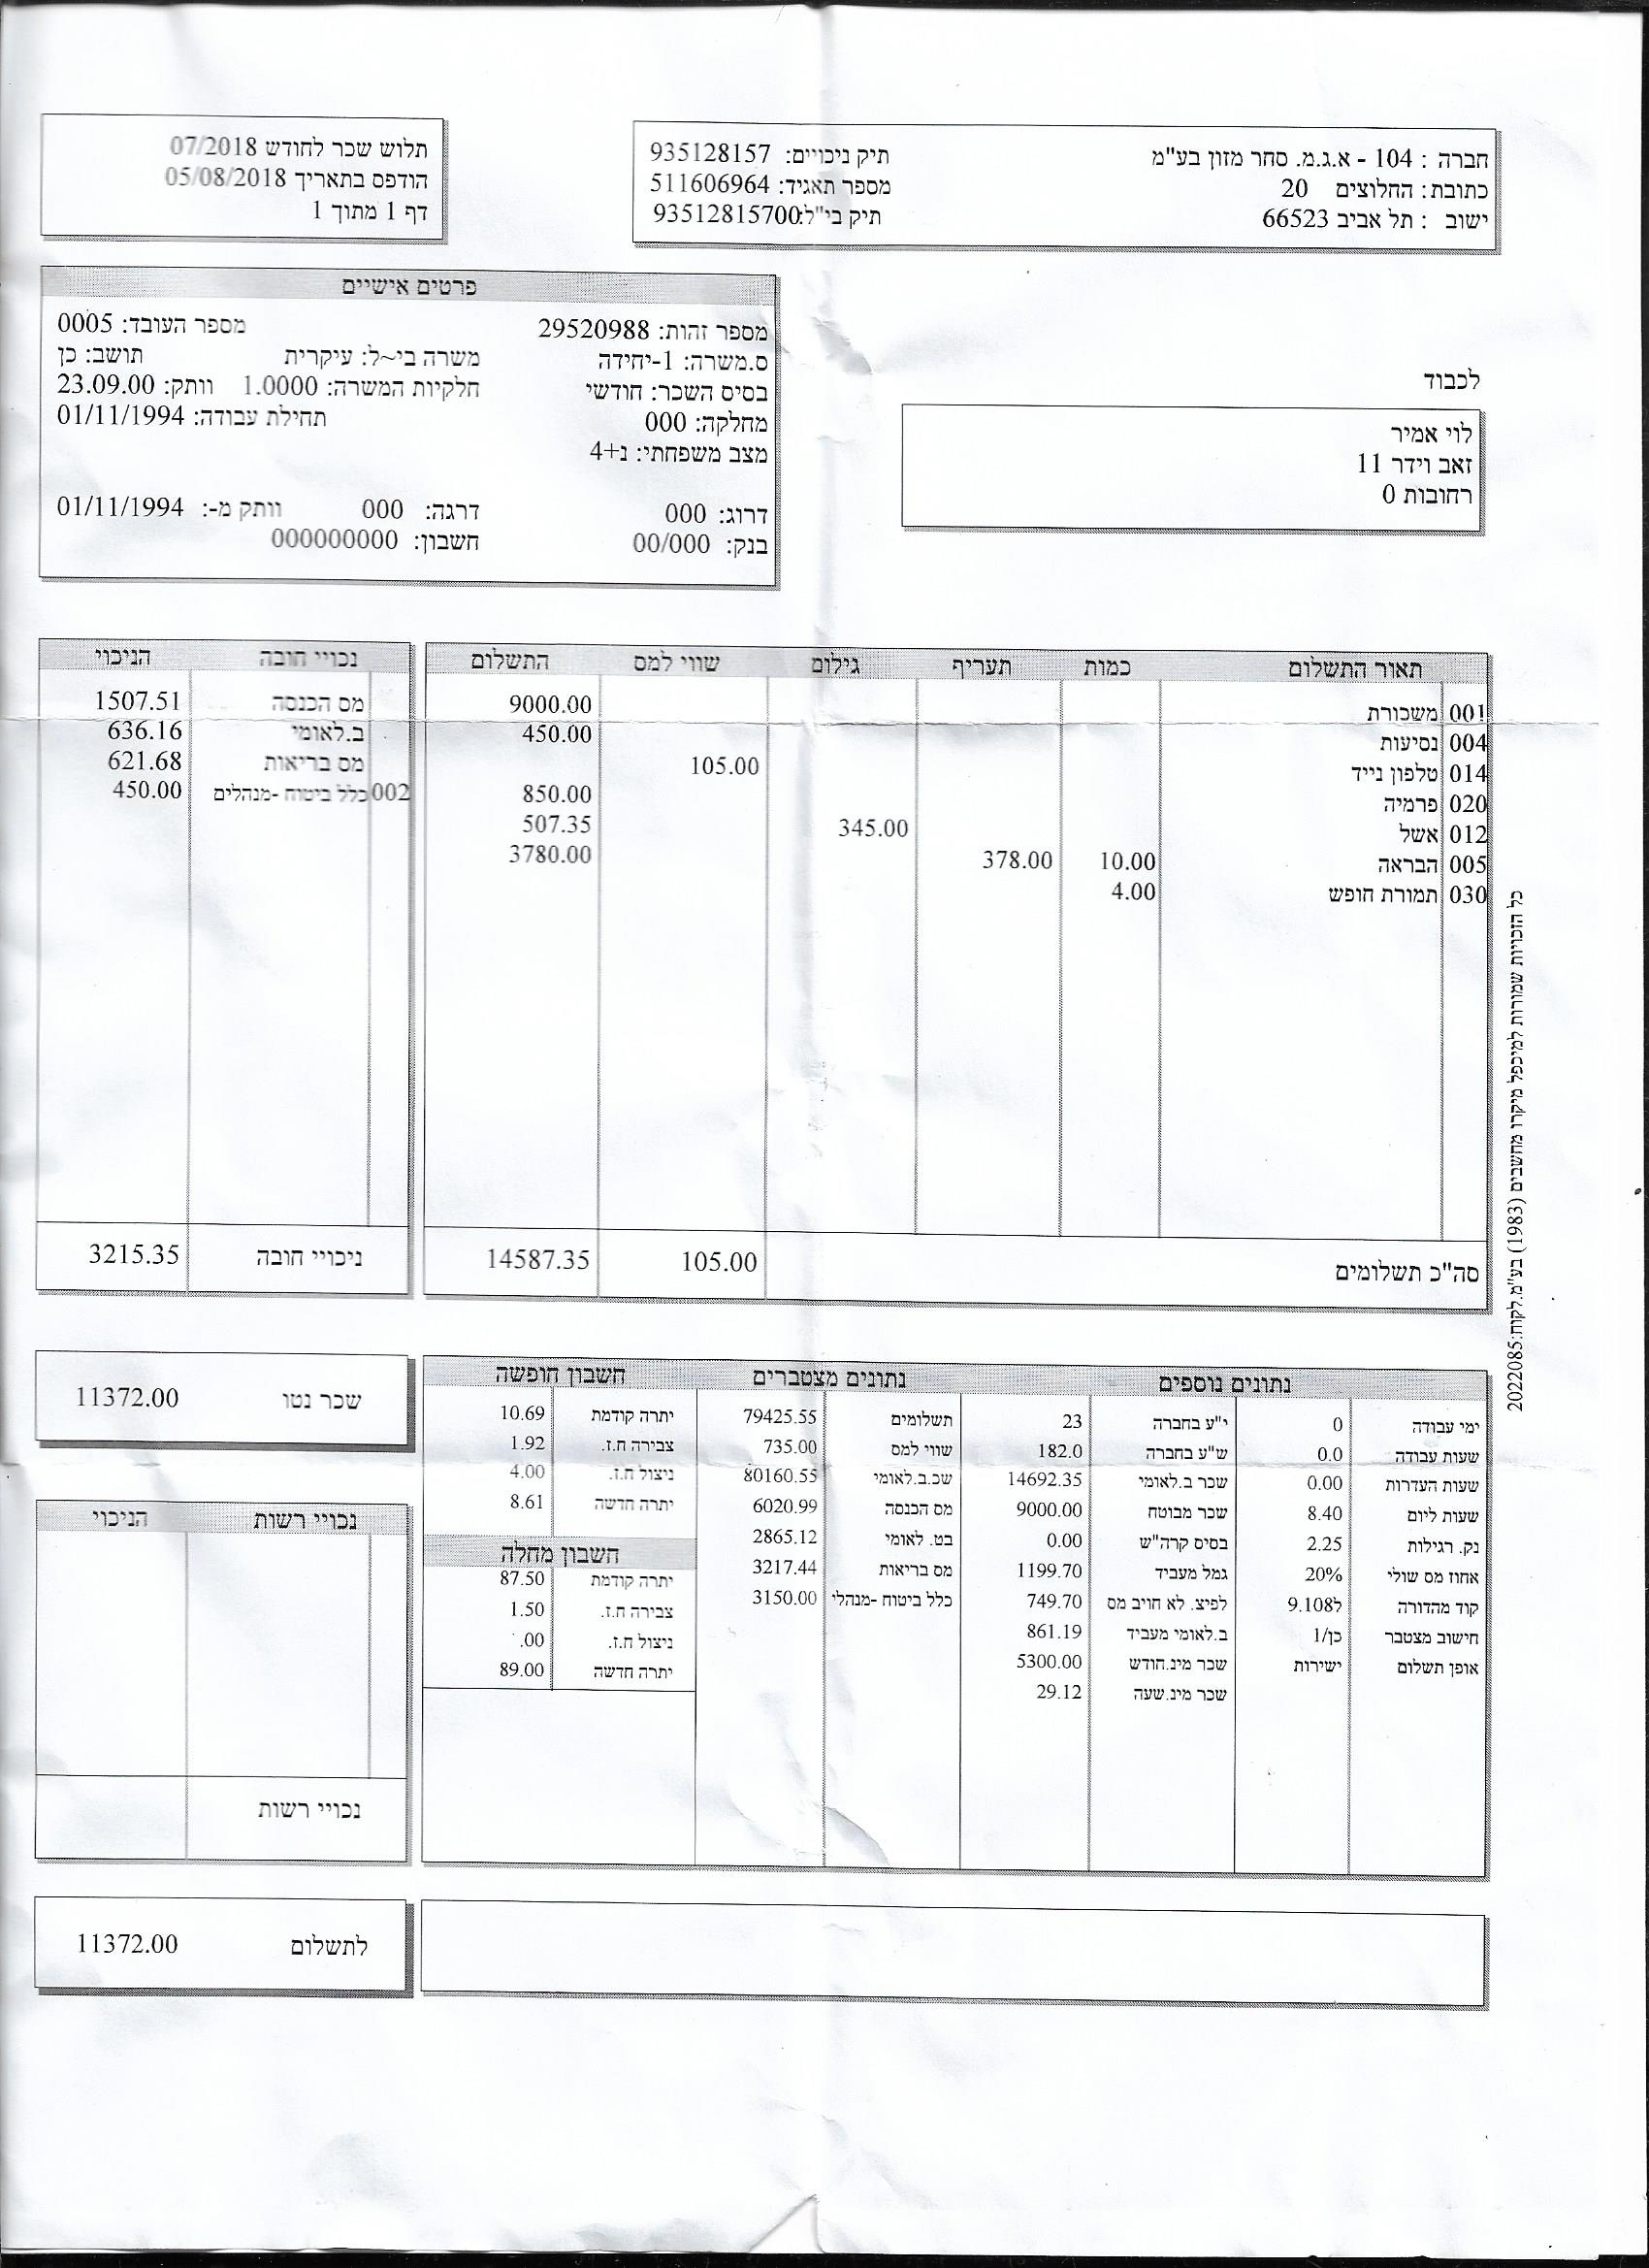 חברה : 104 - א.ג.מ. סחר מזון בע"מ
כתובת: החלוצים 20
ישוב : תל אביב 66523
תיק ניכויים: 935128157
מספר תאגיד: 511606964
תיק בי"ל:93512815700
תלוש שכר לחודש 07/2018
הודפס בתאריך 05/08/2018
דף 1 מתוך 1
פרטים אישיים
מספר זהות: 29520988 מספר העובד: 0005
ס.משרה: 1-יחידה משרה בי~ל: עיקרית תושב: כן
בסיס השכר: חודשי חלקיות המשרה: 1.0000 וותק: 23.09.00
מחלקה: 000 תחילת עבודה: 01/11/1994
מצב משפחתי: נ+4
דרוג: 000 דרגה: 000 וותק מ-: 01/11/1994
בנק: 00/000 חשבון: 000000000
לכבוד
לוי אמיר
זאב וידר 11
רחובות 0
תאור התשלום כמות תעריף גילום שווי למס התשלום
001 משכורת 9000.00
004 נסיעות 450.00
014 טלפון נייד 105.00
020 פרמיה 850.00
012 אשל 345.00 507.35
005 הבראה 10.00 378.00 3780.00
030 תמורת חופש 4.00
סה"כ תשלומים 105.00 14587.35
נכויי חובה הניכוי
מס הכנסה 1507.51
ב.לאומי 636.16
מס בריאות 621.68
002 כלל ביטוח -מנהלים 450.00
ניכויי חובה 3215.35
כל הזכויות שמורות למיכפל מיקרו מחשבים (1983) בע"מ.לקוח:2022085
נתונים נוספים
ימי עבודה 0 י"ע בחברה 23
שעות עבודה 0.0 ש"ע בחברה 182.0
שעות העדרות 0.00 שכר ב.לאומי 14692.35
שעות ליום 8.40 שכר מבוטח 9000.00
נק. רגילות 2.25 בסיס קרה"ש 0.00
אחוז מס שולי 20% גמל מעביד 1199.70
קוד מהדורה 9.108ל לפיצ. לא חויב מס 749.70
חישוב מצטבר כן/1 ב.לאומי מעביד 861.19
אופן תשלום ישירות שכר מינ.חודש 5300.00
שכר מינ.שעה 29.12
נתונים מצטברים
תשלומים 79425.55
שווי למס 735.00
שכ.ב.לאומי 80160.55
מס הכנסה 6020.99
בט. לאומי 2865.12
מס בריאות 3217.44
כלל ביטוח -מנהלי 3150.00
חשבון חופשה
יתרה קודמת 10.69
צבירה ח.ז. 1.92
ניצול ח.ז. 4.00
יתרה חדשה 8.61
חשבון מחלה
יתרה קודמת 87.50
צבירה ח.ז. 1.50
ניצול ח.ז. .00
יתרה חדשה 89.00
שכר נטו 11372.00
נכויי רשות הניכוי
נכויי רשות
לתשלום 11372.00